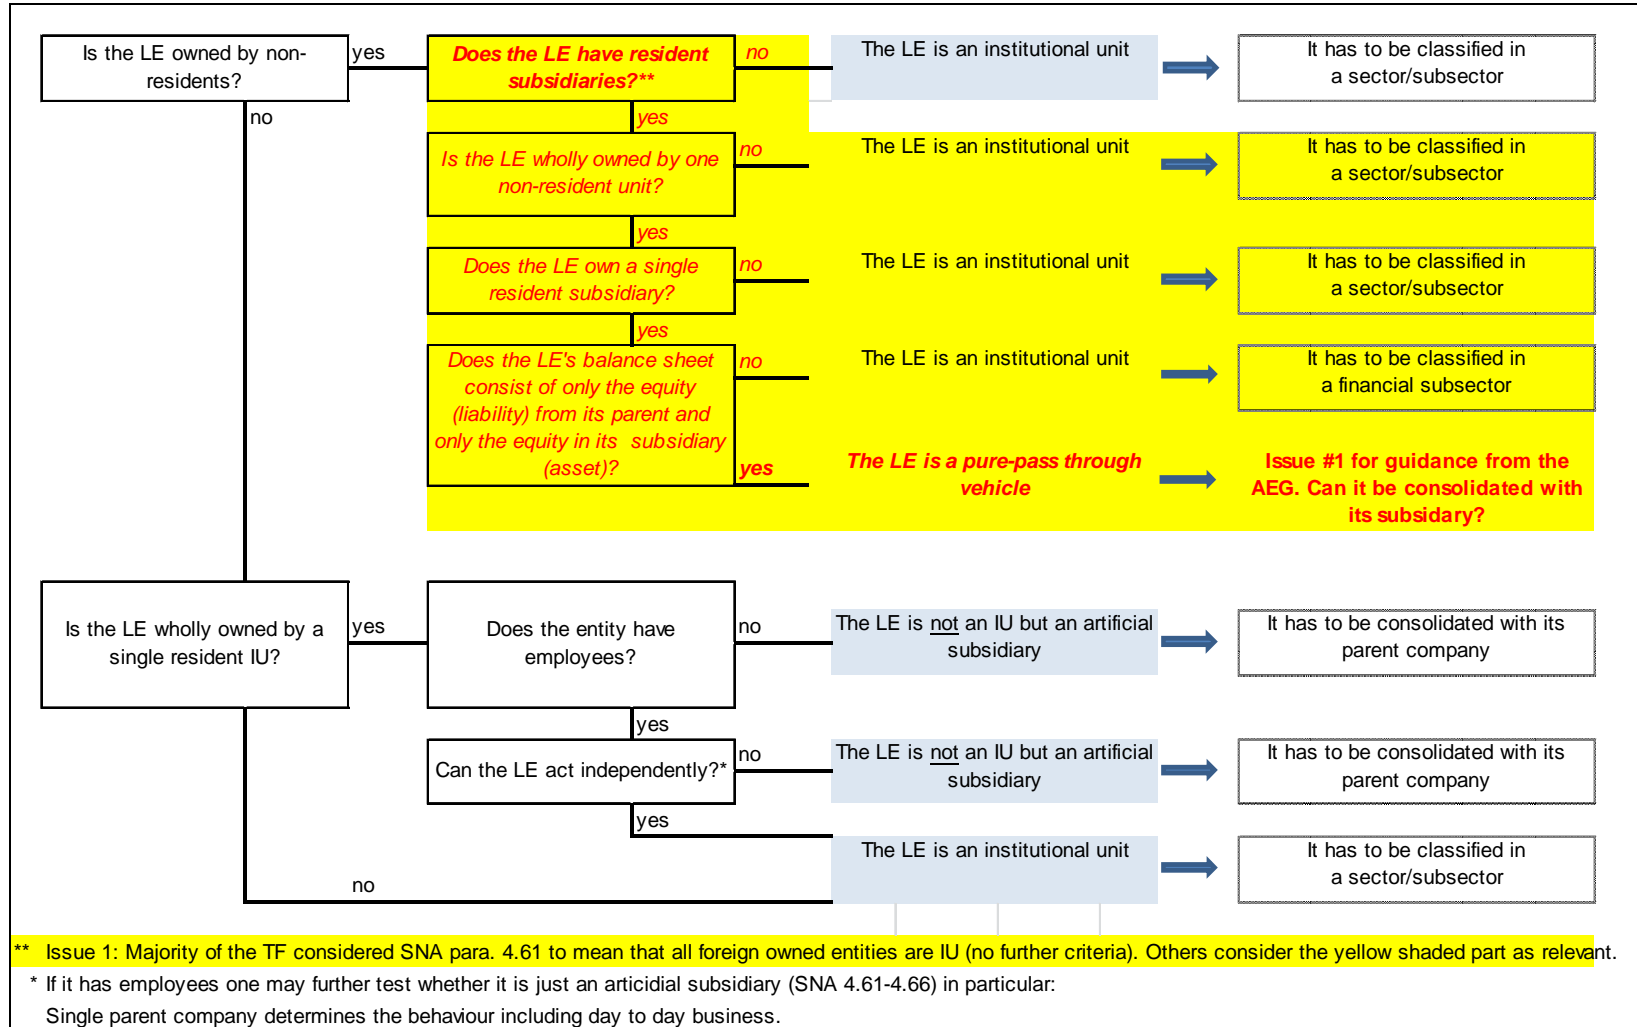 Is the LE owned by non-
residents?
yes
Does the LE have resident
subsidiaries?**
no
The LE is an institutional unit
It has to be classified in
a sector/subsector
no
yes
Is the LE wholly owned by one
non-resident unit?
no
The LE is an institutional unit
It has to be classified in
a sector/subsector
yes
Does the LE own a single
resident subsidiary?
no
The LE is an institutional unit
It has to be classified in
a sector/subsector
yes
Does the LE's balance sheet
consist of only the equity
(liability) from its parent and
only the equity in its subsidiary
(asset)?
no
The LE is an institutional unit
It has to be classified in
a financial subsector
yes
The LE is a pure-pass through
vehicle
Issue #1 for guidance from the
AEG. Can it be consolidated with
its subsidary?
Is the LE wholly owned by a
single resident IU?
yes
Does the entity have
employees?
no
The LE is not an IU but an artificial
subsidiary
It has to be consolidated with its
parent company
yes
Can the LE act independently?*
no
The LE is not an IU but an artificial
subsidiary
It has to be consolidated with its
parent company
yes
The LE is an institutional unit
It has to be classified in
a sector/subsector
no
** Issue 1: Majority of the TF considered SNA para. 4.61 to mean that all foreign owned entities are IU (no further criteria). Others consider the yellow shaded part as relevant.
* If it has employees one may further test whether it is just an articidial subsidiary (SNA 4.61-4.66) in particular:
Single parent company determines the behaviour including day to day business.